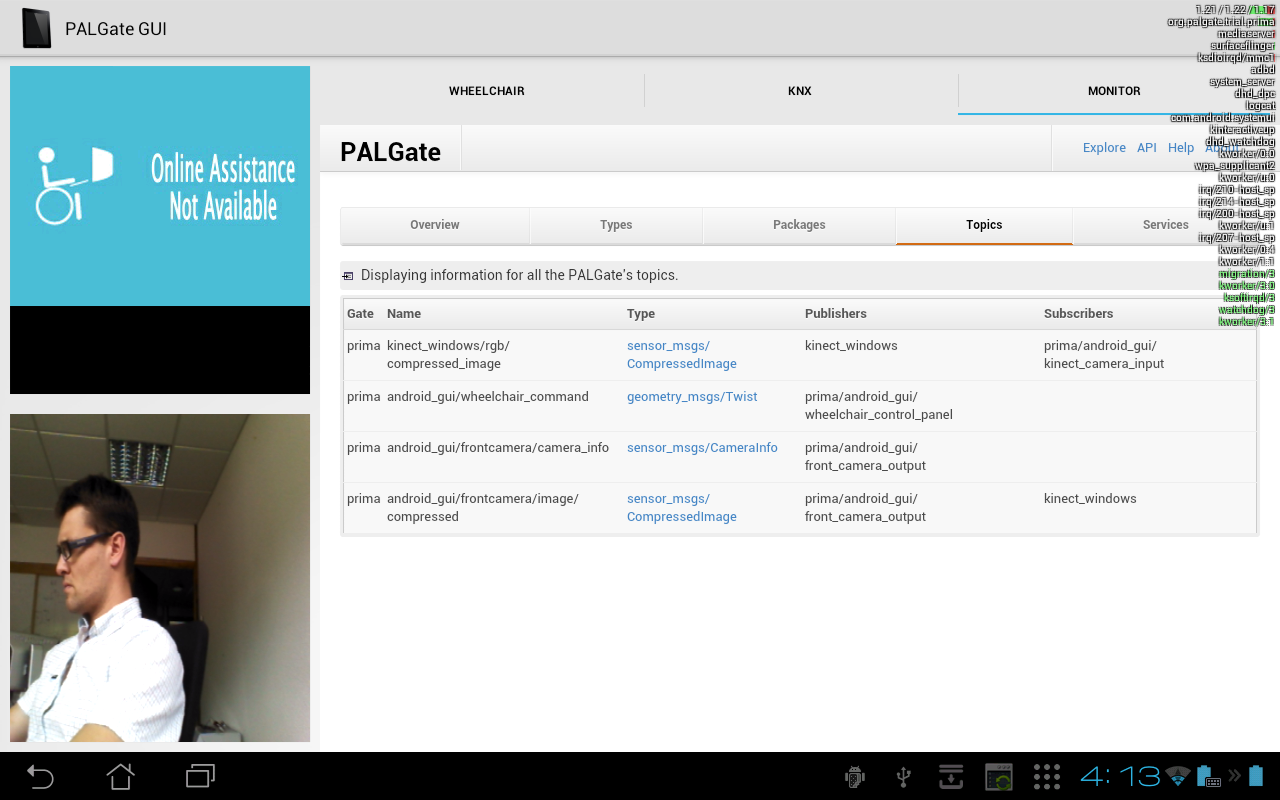 PALGate GUI
1.21 / 1.22 / 1.17
org.palgate.trial.prima
mediaserver
surfaceflinger
ksdioirqd/mmc1
adbd
system_server
dhd_dpc
logcat
com.android.systemui
kinteractiveup
dhd_watchdog
kworker/0:0
wpa_supplicant2
kworker/u:0
irq/210-host_sp
irq/214-host_sp
irq/200-host_sp
kworker/u:1
irq/207-host_sp
kworker/0:4
kworker/1:1
migration/3
kworker/3:0
ksoftirqd/3
watchdog/3
kworker/3:1
Online Assistance
Not Available
WHEELCHAIR KNX MONITOR
PALGate
Explore API Help About
Overview Types Packages Topics Services
Displaying information for all the PALGate's topics.
Gate Name Type Publishers Subscribers
prima kinect_windows/rgb/ sensor_msgs/ kinect_windows prima/android_gui/
compressed_image CompressedImage kinect_camera_input
prima android_gui/wheelchair_command geometry_msgs/Twist prima/android_gui/
wheelchair_control_panel
prima android_gui/frontcamera/camera_info sensor_msgs/CameraInfo prima/android_gui/
front_camera_output
prima android_gui/frontcamera/image/ sensor_msgs/ prima/android_gui/ kinect_windows
compressed CompressedImage front_camera_output
4:13